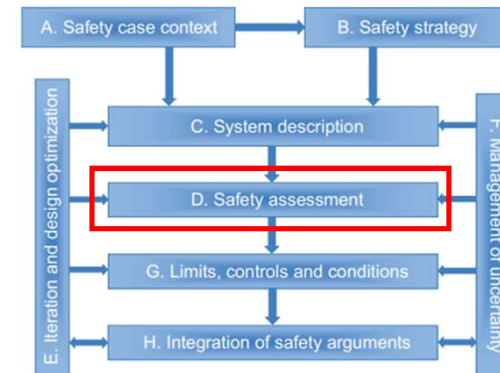 A. Safety case context
B. Safety strategy
C. System description
D. Safety assessment
E. Iteration and design optimization
F. Management of uncertainty
G. Limits, controls and conditions
H. Integration of safety arguments